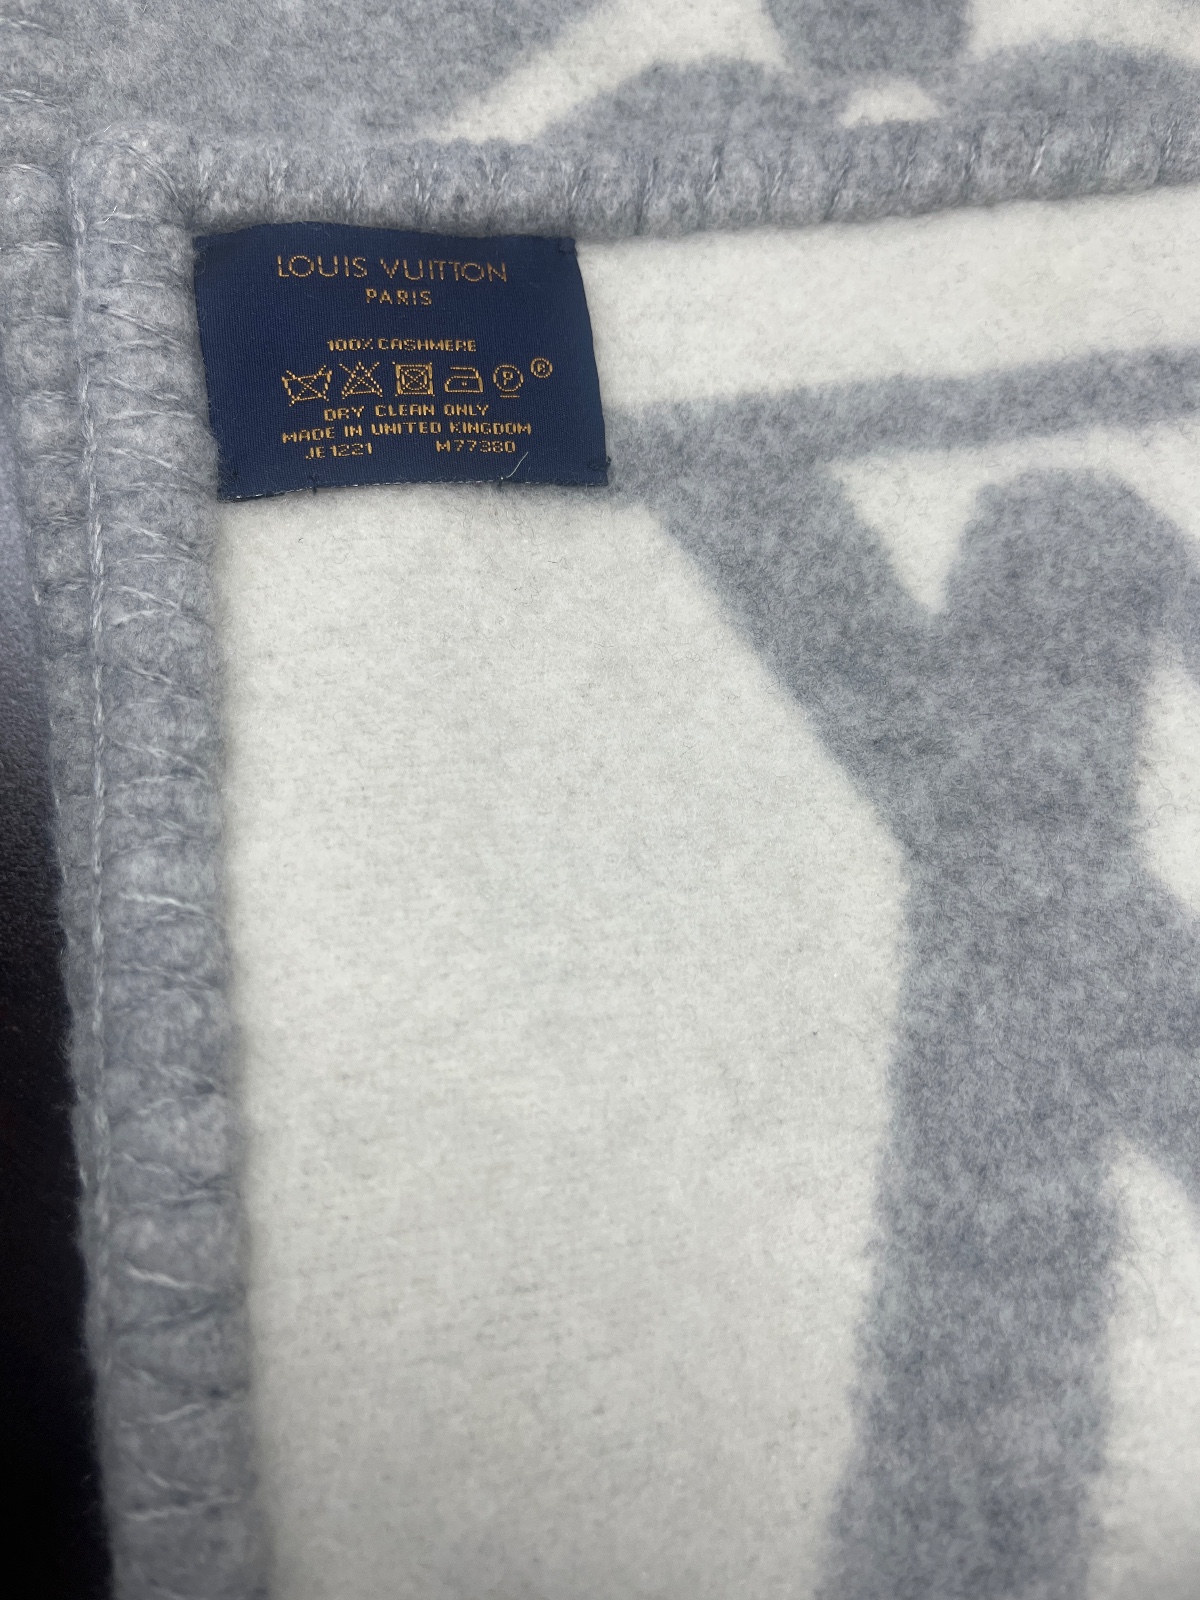 LOUIS VUITTON
PARIS
100% CASHMERE
P ®
DRY CLEAN ONLY
MADE IN UNITED KINGDOM
JE1221 M77380